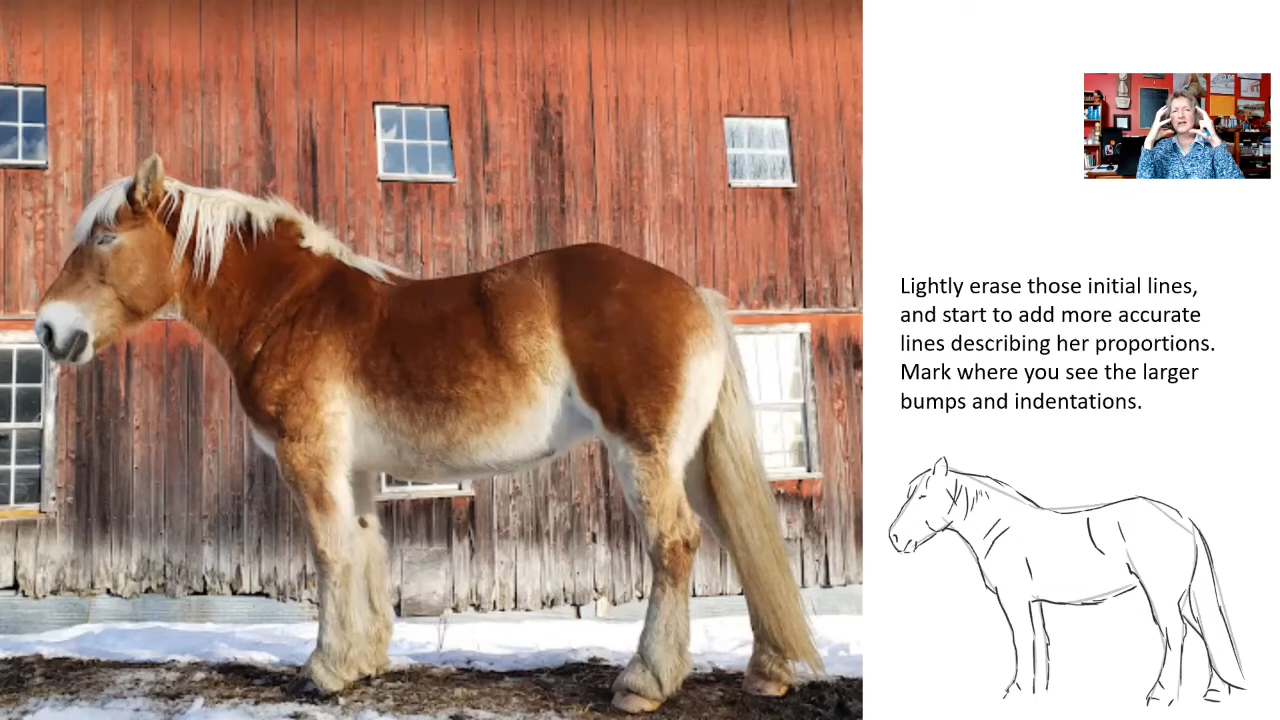 Lightly erase those initial lines,
and start to add more accurate
lines describing her proportions.
Mark where you see the larger
bumps and indentations.